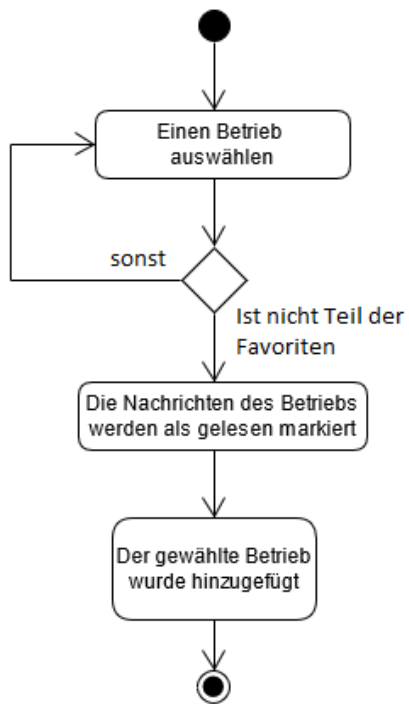 Einen Betrieb
auswählen
sonst
Ist nicht Teil der
Favoriten
Die Nachrichten des Betriebs
werden als gelesen markiert
Der gewählte Betrieb
wurde hinzugefügt